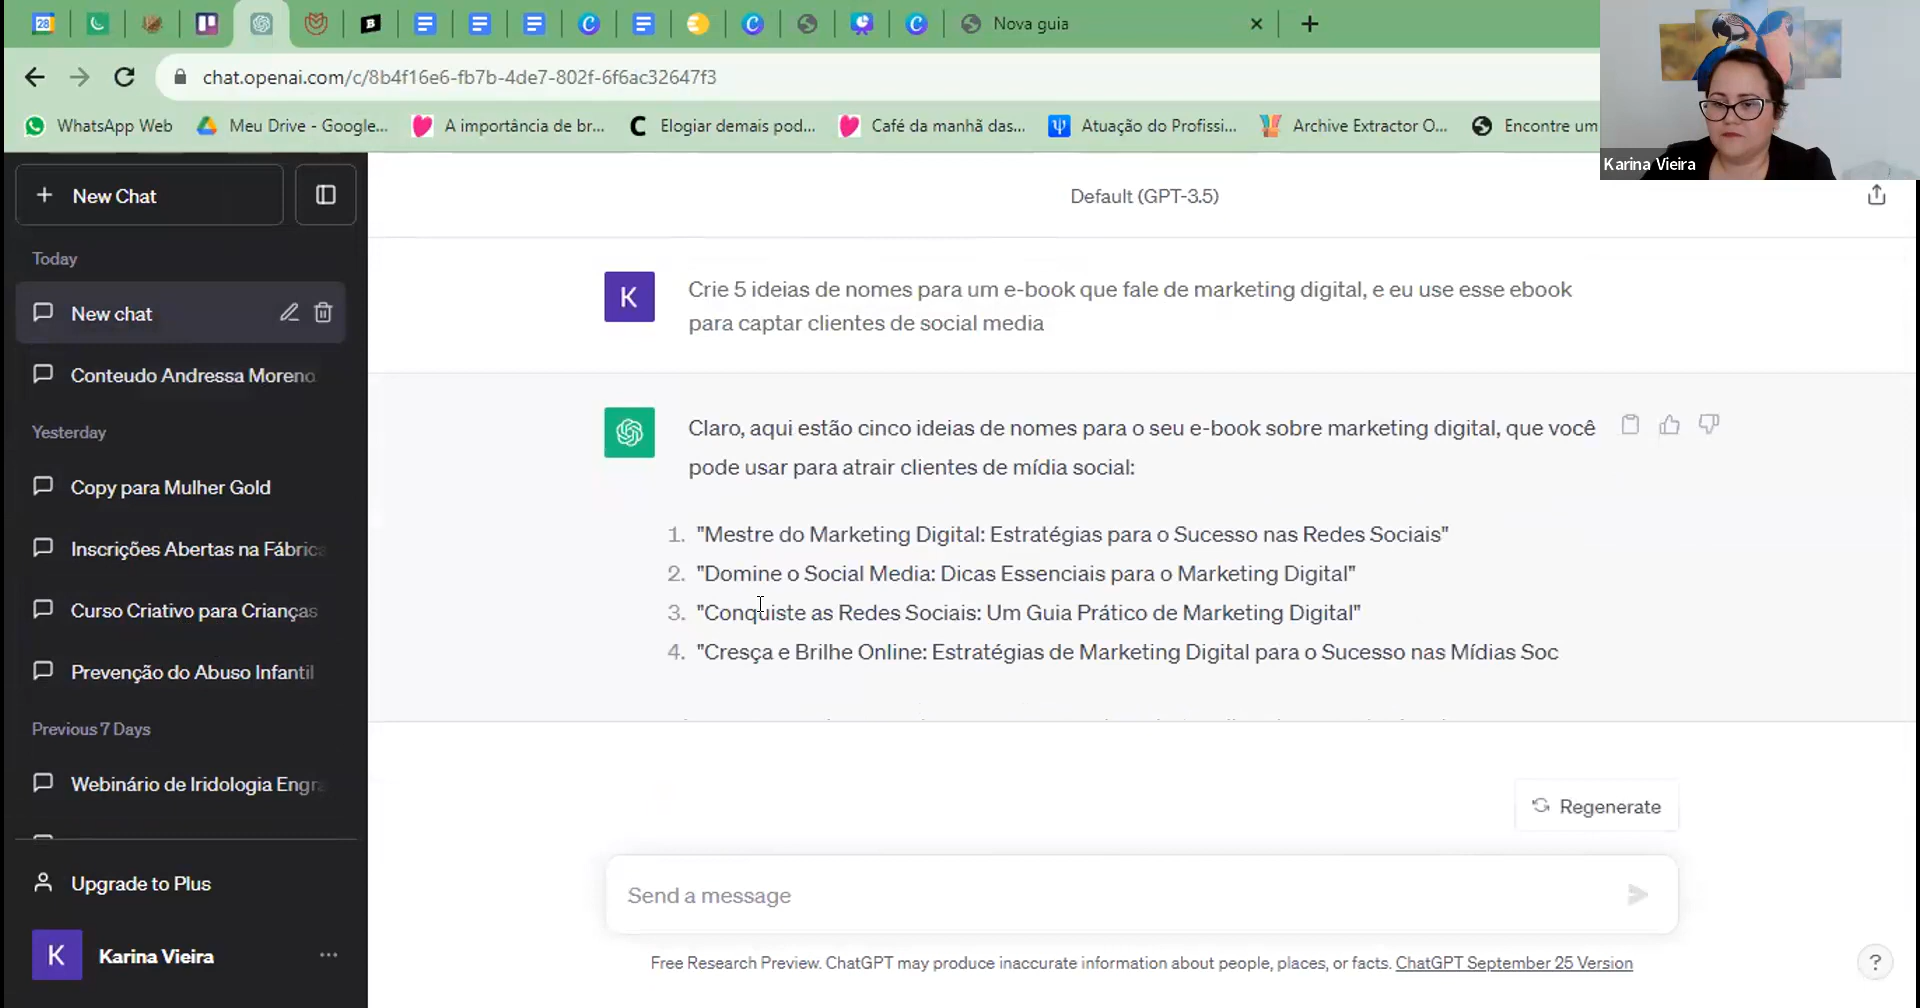 28
Nova guia
chat.openai.com/c/8b4f16e6-fb7b-4de7-802f-6f6ac32647f3
WhatsApp Web
Meu Drive - Google...
A importância de br...
Elogiar demais pod...
Café da manhã das...
Atuação do Profissi...
Archive Extractor O...
Encontre um
Karina Vieira
New Chat
Default (GPT-3.5)
Today
New chat
Conteudo Andressa Moreno
Yesterday
Copy para Mulher Gold
Inscrições Abertas na Fábrica
Curso Criativo para Crianças
Prevenção do Abuso Infantil
Previous 7 Days
Webinário de Iridologia Engra
Upgrade to Plus
K
Karina Vieira
K
Crie 5 ideias de nomes para um e-book que fale de marketing digital, e eu use esse ebook
para captar clientes de social media
Claro, aqui estão cinco ideias de nomes para o seu e-book sobre marketing digital, que você
pode usar para atrair clientes de mídia social:
1. "Mestre do Marketing Digital: Estratégias para o Sucesso nas Redes Sociais"
2. "Domine o Social Media: Dicas Essenciais para o Marketing Digital"
3. "Conquiste as Redes Sociais: Um Guia Prático de Marketing Digital"
4. "Cresça e Brilhe Online: Estratégias de Marketing Digital para o Sucesso nas Mídias Soc
Regenerate
Send a message
Free Research Preview. ChatGPT may produce inaccurate information about people, places, or facts. ChatGPT September 25 Version
?